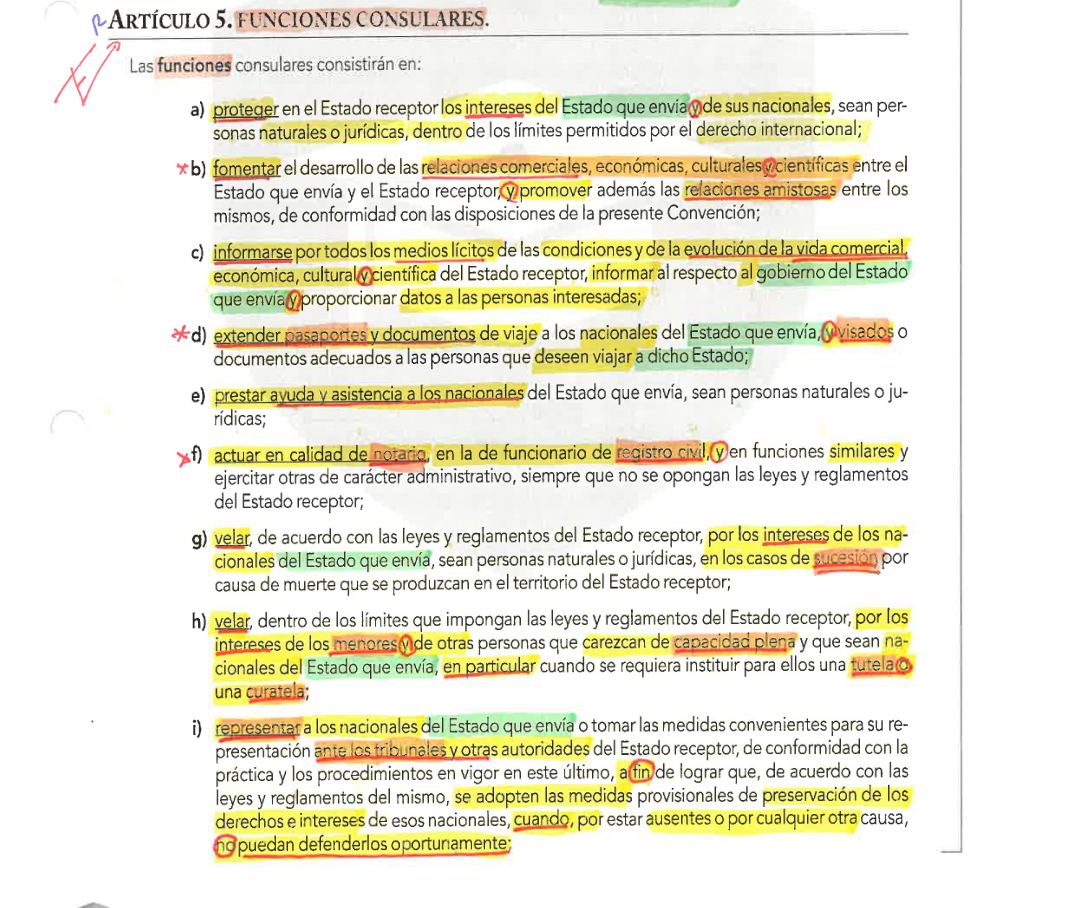 ARTÍCULO 5. FUNCIONES CONSULARES.
Las funciones consulares consistirán en:
a) proteger en el Estado receptor los intereses del Estado que envía y de sus nacionales, sean per-
sonas naturales o jurídicas, dentro de los límites permitidos por el derecho internacional;
b) fomentar el desarrollo de las relaciones comerciales, económicas, culturales y científicas entre el
Estado que envía y el Estado receptor, y promover además las relaciones amistosas entre los
mismos, de conformidad con las disposiciones de la presente Convención;
c) informarse por todos los medios lícitos de las condiciones y de la evolución de la vida comercial,
económica, cultural y científica del Estado receptor, informar al respecto al gobierno del Estado
que envía y proporcionar datos a las personas interesadas;
d) extender pasaportes y documentos de viaje a los nacionales del Estado que envía, y visados o
documentos adecuados a las personas que deseen viajar a dicho Estado;
e) prestar ayuda y asistencia a los nacionales del Estado que envía, sean personas naturales o ju-
rídicas;
f) actuar en calidad de notario, en la de funcionario de registro civil, y en funciones similares y
ejercitar otras de carácter administrativo, siempre que no se opongan las leyes y reglamentos
del Estado receptor;
g) velar, de acuerdo con las leyes y reglamentos del Estado receptor, por los intereses de los na-
cionales del Estado que envía, sean personas naturales o jurídicas, en los casos de sucesión por
causa de muerte que se produzcan en el territorio del Estado receptor;
h) velar, dentro de los límites que impongan las leyes y reglamentos del Estado receptor, por los
intereses de los menores y de otras personas que carezcan de capacidad plena y que sean na-
cionales del Estado que envía, en particular cuando se requiera instituir para ellos una tutela o
una curatela;
i) representar a los nacionales del Estado que envía o tomar las medidas convenientes para su re-
presentación ante los tribunales y otras autoridades del Estado receptor, de conformidad con la
práctica y los procedimientos en vigor en este último, a fin de lograr que, de acuerdo con las
leyes y reglamentos del mismo, se adopten las medidas provisionales de preservación de los
derechos e intereses de esos nacionales, cuando, por estar ausentes o por cualquier otra causa,
no puedan defenderlos oportunamente;